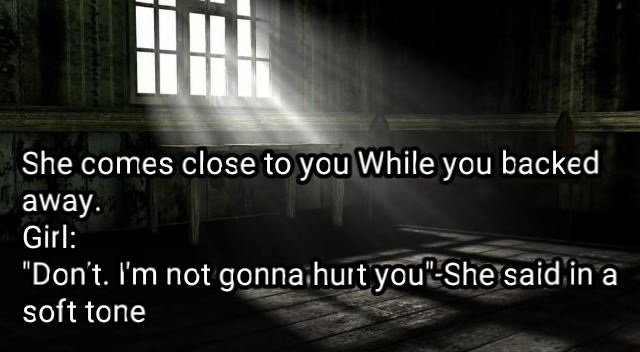 She comes close to you While you backed
away.
Girl:
"Don't. I'm not gonna hurt you"-She said in a
soft tone